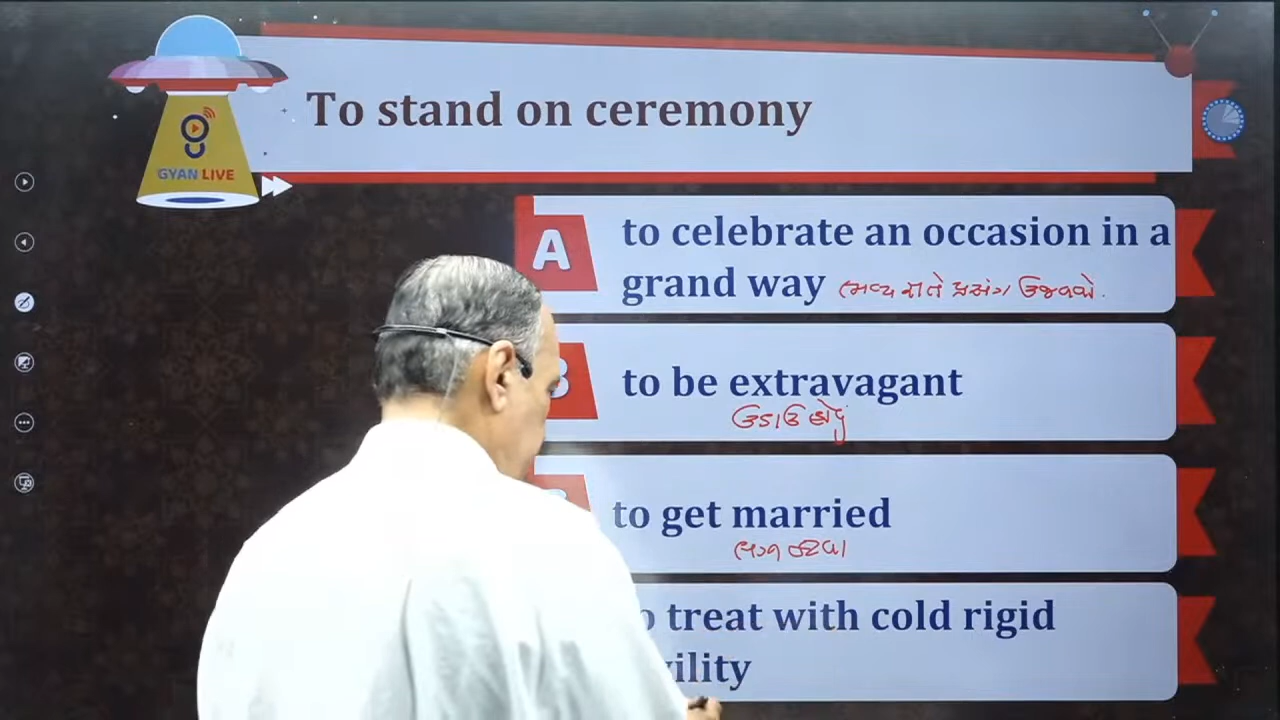 To stand on ceremony
GYAN LIVE
A
to celebrate an occasion in a
grand way ભવ્ય રીતે પ્રસંગ ઉજવવો.
to be extravagant
ઉડાઉ હોવું
to get married
લગ્ન કરવા
treat with cold rigid